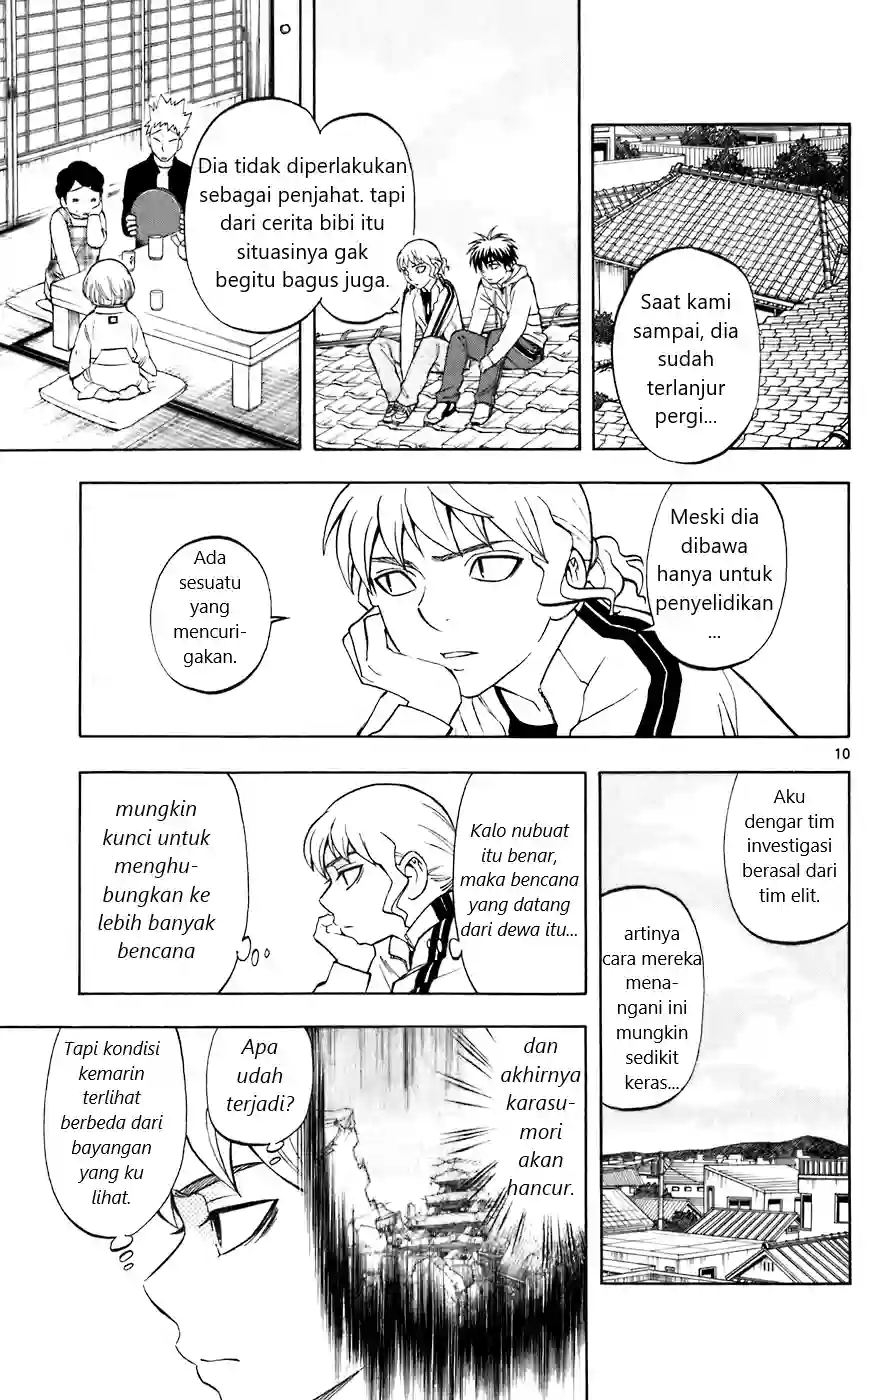 Saat kami
sampai, dia
sudah
terlanjur
pergi...
Dia tidak diperlakukan
sebagai penjahat. tapi
dari cerita bibi itu
situasinya gak
begitu bagus juga.
Meski dia
dibawa
hanya untuk
penyelidikan
...
Ada
sesuatu
yang
mencuri-
gakan.
10
Aku
dengar tim
investigasi
berasal dari
tim elit.
artinya
cara mereka
mena-
ngani ini
mungkin
sedikit
keras...
Kalo nubuat
itu benar,
maka bencana
yang datang
dari dewa itu...
mungkin
kunci untuk
menghu-
bungkan ke
lebih banyak
bencana
dan
akhirnya
karasu-
mori
akan
hancur.
Apa
udah
terjadi?
Tapi kondisi
kemarin
terlihat
berbeda dari
bayangan
yang ku
lihat.